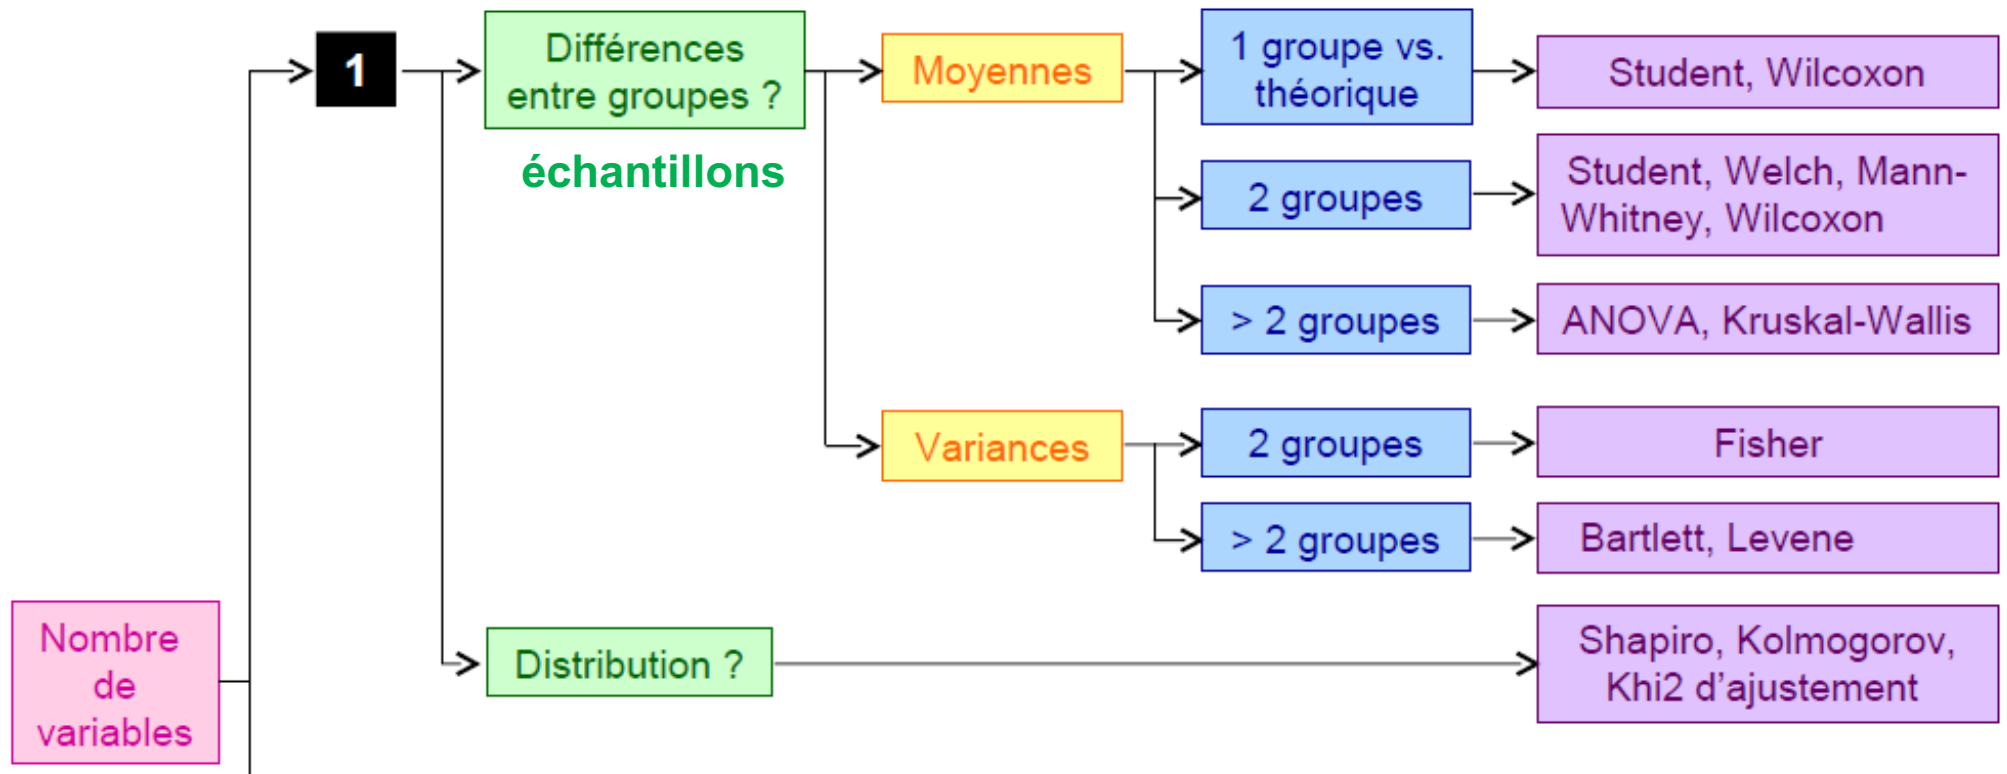 1
Différences
entre groupes ?
échantillons
Moyennes
1 groupe vs.
théorique
Student, Wilcoxon
2 groupes
Student, Welch, Mann-
Whitney, Wilcoxon
> 2 groupes
ANOVA, Kruskal-Wallis
Variances
2 groupes
Fisher
> 2 groupes
Bartlett, Levene
Nombre
de
variables
Distribution ?
Shapiro, Kolmogorov,
Khi2 d'ajustement